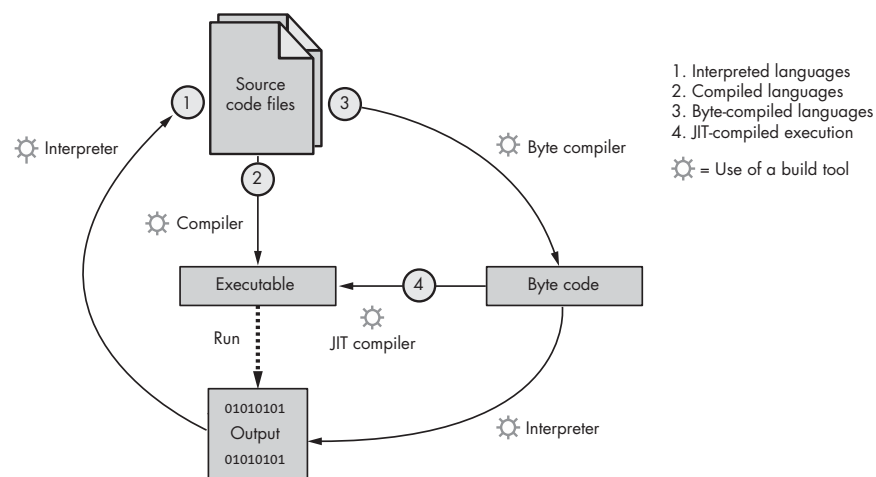 Source
code files
1
3
1. Interpreted languages
2. Compiled languages
3. Byte-compiled languages
4. JIT-compiled execution
= Use of a build tool
Interpreter
Byte compiler
2
Compiler
Executable
4
Byte code
Run
JIT compiler
01010101
Output
01010101
Interpreter